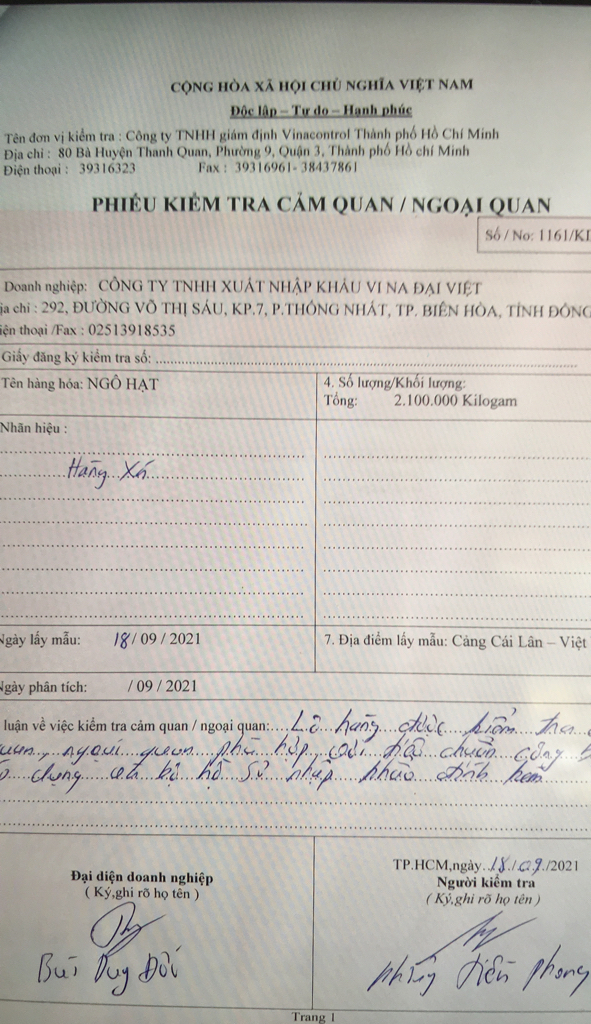 CỘNG HÒA XÃ HỘI CHỦ NGHĨA VIỆT NAM
Độc lập – Tự do – Hạnh phúc
Tên đơn vị kiểm tra : Công ty TNHH giám định Vinacontrol Thành phố Hồ Chí Minh
Địa chỉ : 80 Bà Huyện Thanh Quan, Phường 9, Quận 3, Thành phố Hồ chí Minh
Điện thoại : 39316323 Fax : 39316961- 38437861
PHIẾU KIỂM TRA CẢM QUAN / NGOẠI QUAN
Số / No: 1161/KD
Doanh nghiệp: CÔNG TY TNHH XUẤT NHẬP KHẨU VI NA ĐẠI VIỆT
ịa chỉ : 292, ĐƯỜNG VÕ THỊ SÁU, KP.7, P.THỐNG NHẤT, TP. BIÊN HÒA, TỈNH ĐỒNG
iện thoại /Fax : 02513918535
Giấy đăng ký kiểm tra số:
Tên hàng hóa: NGÔ HẠT
4. Số lượng/Khối lượng:
Tổng: 2.100.000 Kilogam
Nhãn hiệu :
Hàng Xá
Ngày lấy mẫu: 18/ 09 / 2021
7. Địa điểm lấy mẫu: Cảng Cái Lân – Việt
Ngày phân tích: / 09 / 2021
luận về việc kiểm tra cảm quan / ngoại quan: Lô hàng được kiểm tra
quan, ngoại quan phù hợp với tiêu chuẩn công
áp dụng và bộ hồ sơ nhập khẩu đính kèm
Đại diện doanh nghiệp
( Ký,ghi rõ họ tên )
Bùi Duy Đối
TP.HCM,ngày 18/09/2021
Người kiểm tra
( Ký,ghi rõ họ tên )
Phùng Tiến Phong
Trang 1